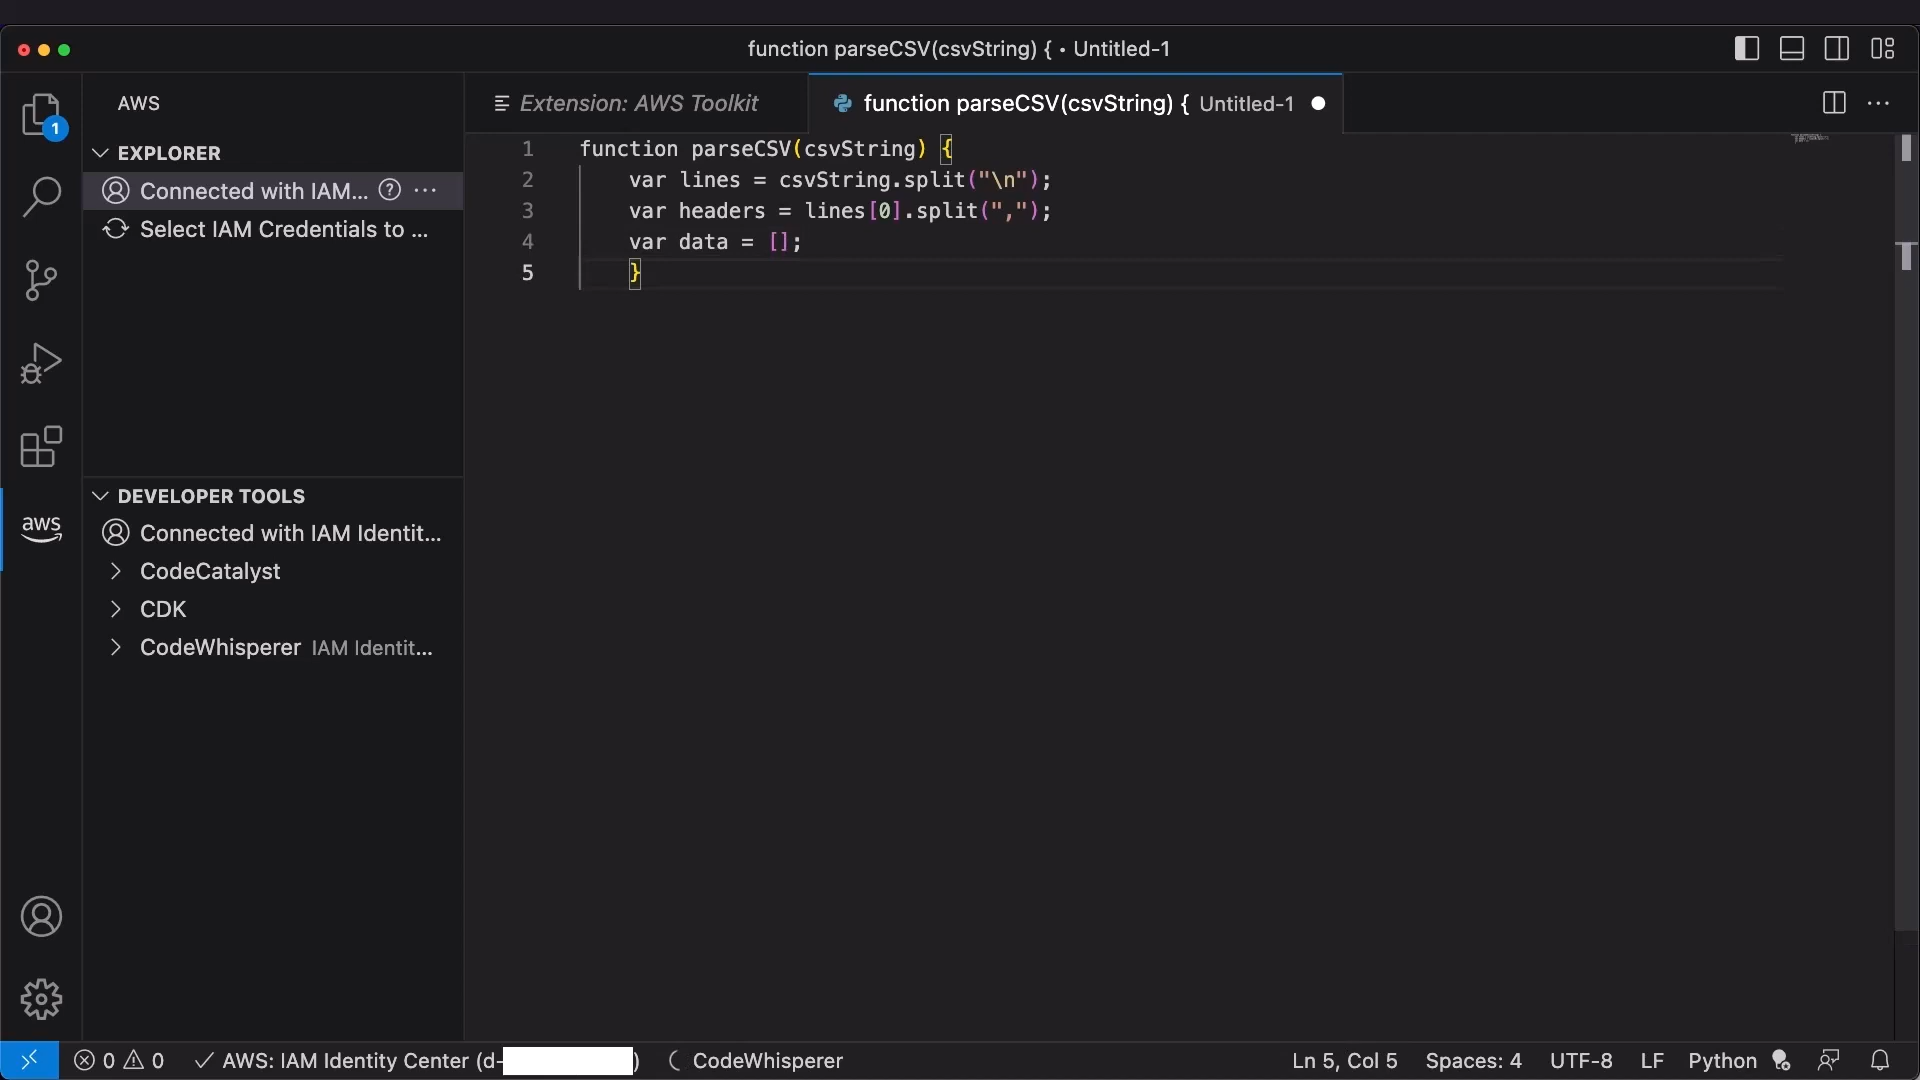 function parseCSV(csvString) { • Untitled-1
AWS
Extension: AWS Toolkit
function parseCSV(csvString) { Untitled-1
1
EXPLORER
Connected with IAM... ...
Select IAM Credentials to ...
1 function parseCSV(csvString) {
2 var lines = csvString.split("\n");
3 var headers = lines[0].split(",");
4 var data = [];
5 }
DEVELOPER TOOLS
Connected with IAM Identit...
CodeCatalyst
CDK
CodeWhisperer IAM Identit...
aws
0 0 AWS: IAM Identity Center (d- ) CodeWhisperer Ln 5, Col 5 Spaces: 4 UTF-8 LF Python